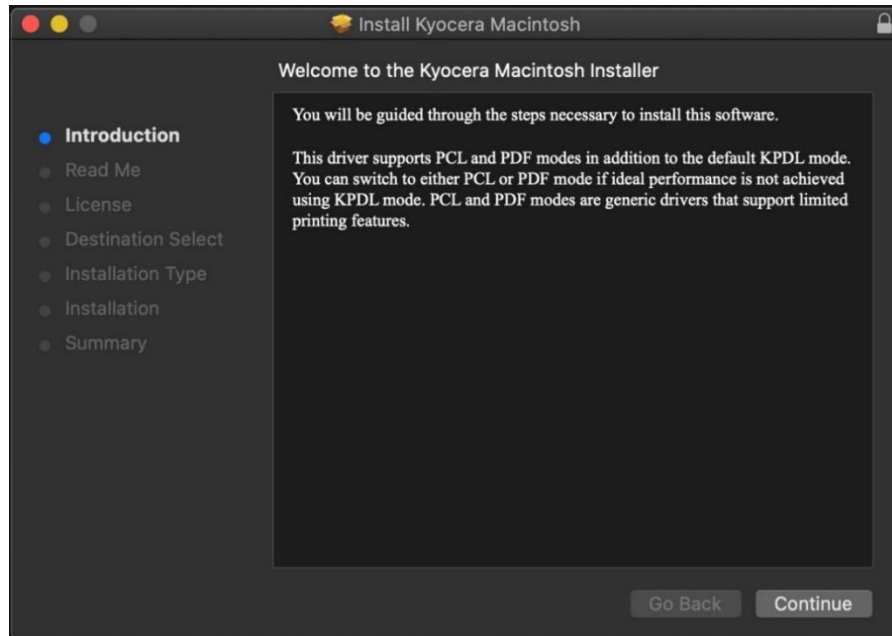 Install Kyocera Macintosh
Welcome to the Kyocera Macintosh Installer
Introduction
Read Me
License
Destination Select
Installation Type
Installation
Summary
You will be guided through the steps necessary to install this software.
This driver supports PCL and PDF modes in addition to the default KPDL mode.
You can switch to either PCL or PDF mode if ideal performance is not achieved
using KPDL mode. PCL and PDF modes are generic drivers that support limited
printing features.
Go Back
Continue